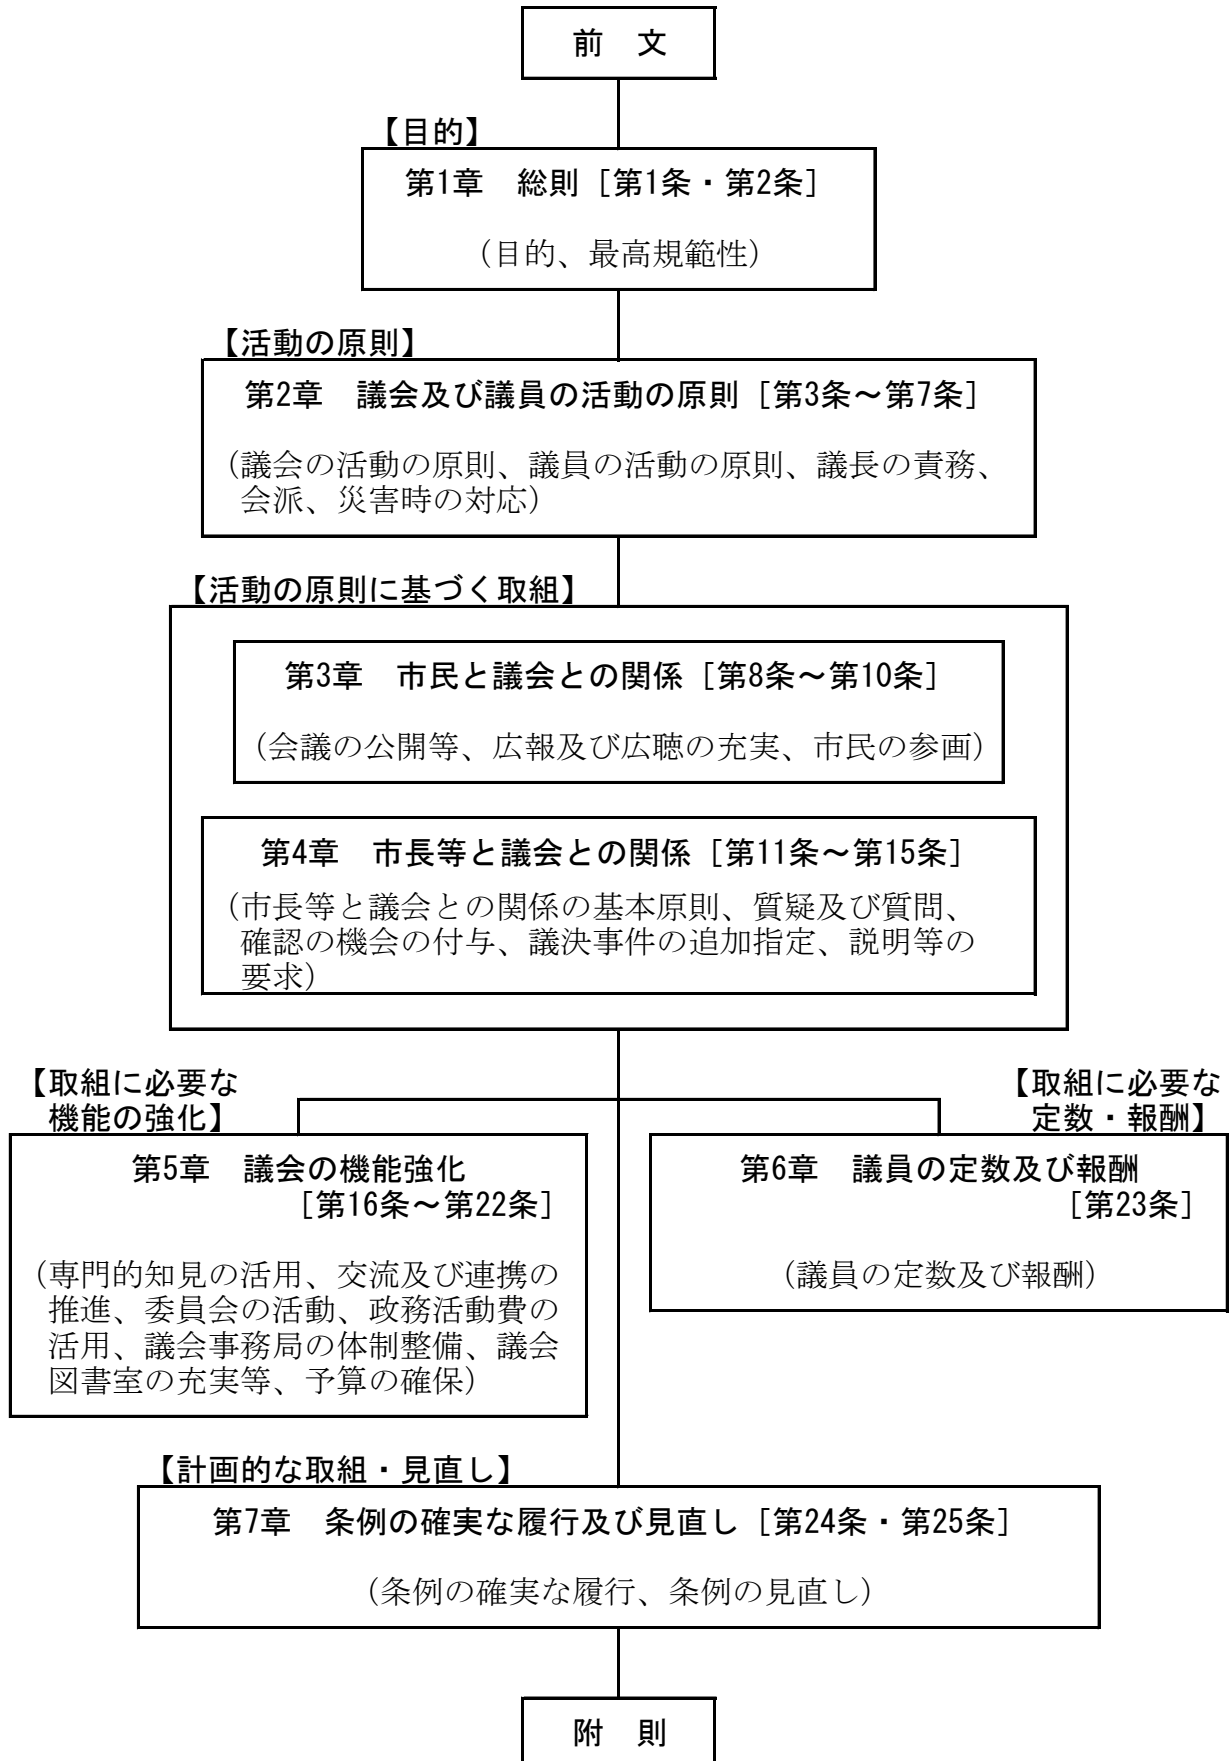 前　文
【目的】
第1章　総則［第1条・第2条］
（目的、最高規範性）
【活動の原則】
第2章　議会及び議員の活動の原則［第3条～第7条］
（議会の活動の原則、議員の活動の原則、議長の責務、
会派、災害時の対応）
【活動の原則に基づく取組】
第3章　市民と議会との関係［第8条～第10条］
（会議の公開等、広報及び広聴の充実、市民の参画）
第4章　市長等と議会との関係［第11条～第15条］
（市長等と議会との関係の基本原則、質疑及び質問、
確認の機会の付与、議決事件の追加指定、説明等の
要求）
【取組に必要な
機能の強化】
第5章　議会の機能強化
［第16条～第22条］
（専門的知見の活用、交流及び連携の
推進、委員会の活動、政務活動費の
活用、議会事務局の体制整備、議会
図書室の充実等、予算の確保）
【取組に必要な
定数・報酬】
第6章　議員の定数及び報酬
［第23条］
（議員の定数及び報酬）
【計画的な取組・見直し】
第7章　条例の確実な履行及び見直し［第24条・第25条］
（条例の確実な履行、条例の見直し）
附　則